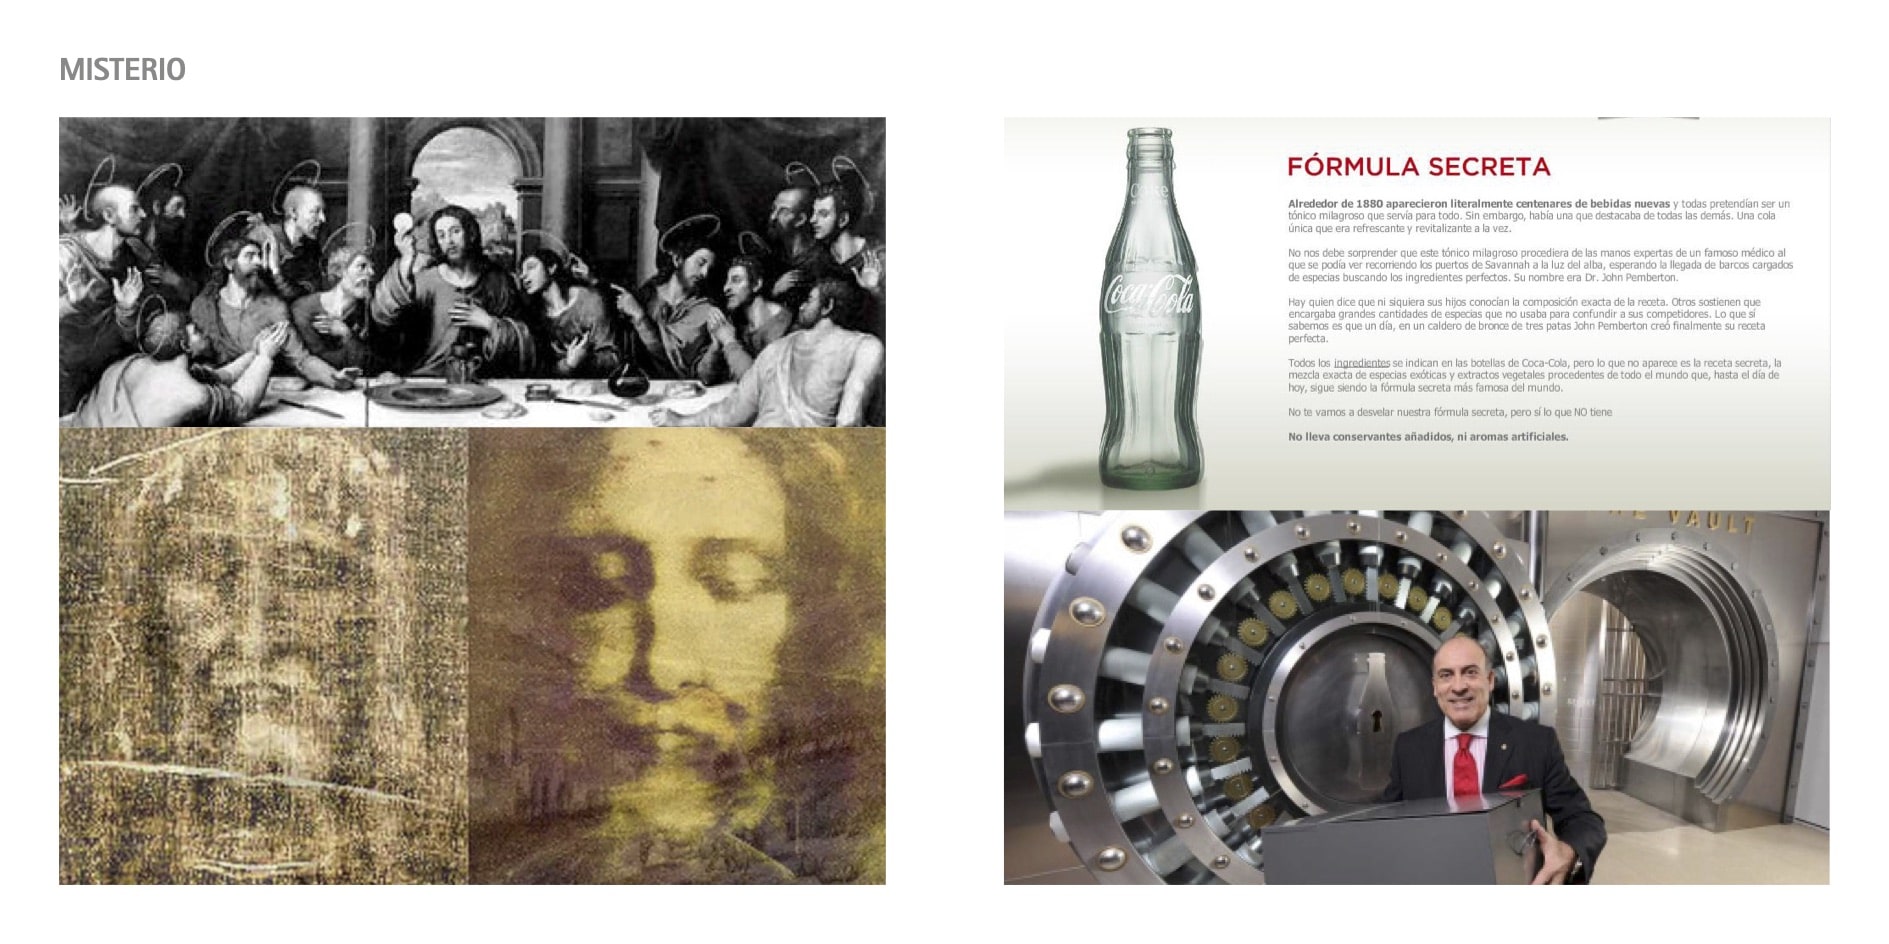 MISTERIO
Coke
Coca-Cola
FÓRMULA SECRETA
Alrededor de 1880 aparecieron literalmente centenares de bebidas nuevas y todas pretendían ser un
tónico milagroso que servía para todo. Sin embargo, había una que destacaba de todas las demás. Una cola
única que era refrescante y revitalizante a la vez.
No nos debe sorprender que este tónico milagroso procediera de las manos expertas de un famoso médico al
que se podía ver recorriendo los puertos de Savannah a la luz del alba, esperando la llegada de barcos cargados
de especias buscando los ingredientes perfectos. Su nombre era Dr. John Pemberton.
Hay quien dice que ni siquiera sus hijos conocían la composición exacta de la receta. Otros sostienen que
encargaba grandes cantidades de especias que no usaba para confundir a sus competidores. Lo que sí
sabemos es que un día, en un caldero de bronce de tres patas John Pemberton creó finalmente su receta
perfecta.
Todos los ingredientes se indican en las botellas de Coca-Cola, pero lo que no aparece es la receta secreta, la
mezcla exacta de especias exóticas y extractos vegetales procedentes de todo el mundo que, hasta el día de
hoy, sigue siendo la fórmula secreta más famosa del mundo.
No te vamos a desvelar nuestra fórmula secreta, pero sí lo que NO tiene
No lleva conservantes añadidos, ni aromas artificiales.
VAULT